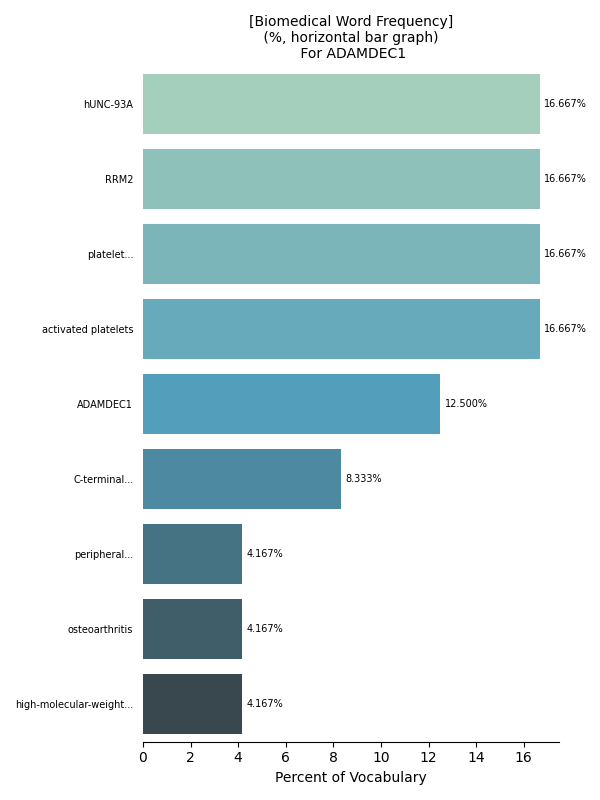 [Biomedical Word Frequency]
(%, horizontal bar graph)
For ADAMDEC1
hUNC-93A 16.667%
RRM2 16.667%
platelet... 16.667%
activated platelets 16.667%
ADAMDEC1 12.500%
C-terminal... 8.333%
peripheral... 4.167%
osteoarthritis 4.167%
high-molecular-weight... 4.167%
0 2 4 6 8 10 12 14 16
Percent of Vocabulary